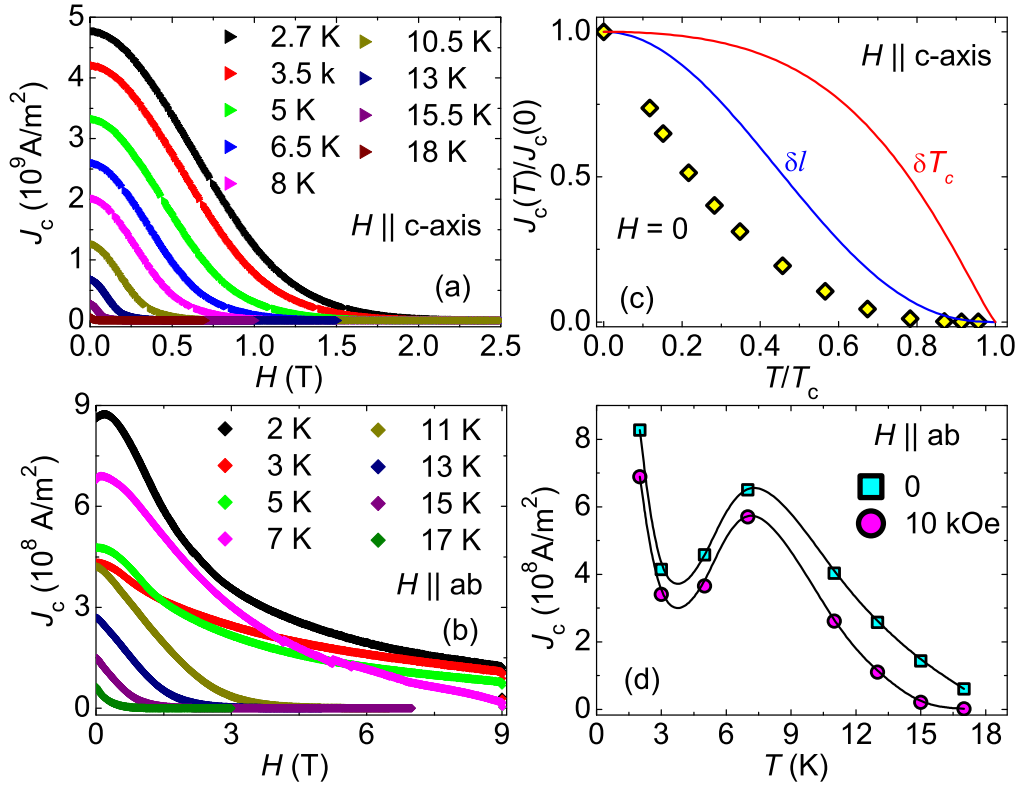 5
4
3
2
1
0
J_c (10^9 A/m^2)
2.7 K
3.5 k
5 K
6.5 K
8 K
10.5 K
13 K
15.5 K
18 K
H || c-axis
(a)
0.0 0.5 1.0 1.5 2.0 2.5
H (T)
1.0
0.5
0.0
J_c(T)/J_c(0)
H || c-axis
δl
δT_c
H = 0
(c)
0.0 0.2 0.4 0.6 0.8 1.0
T/T_c
9
6
3
0
J_c (10^8 A/m^2)
2 K
3 K
5 K
7 K
11 K
13 K
15 K
17 K
H || ab
(b)
0 3 6 9
H (T)
8
6
4
2
0
J_c (10^8 A/m^2)
H || ab
0
10 kOe
(d)
0 3 6 9 12 15 18
T (K)